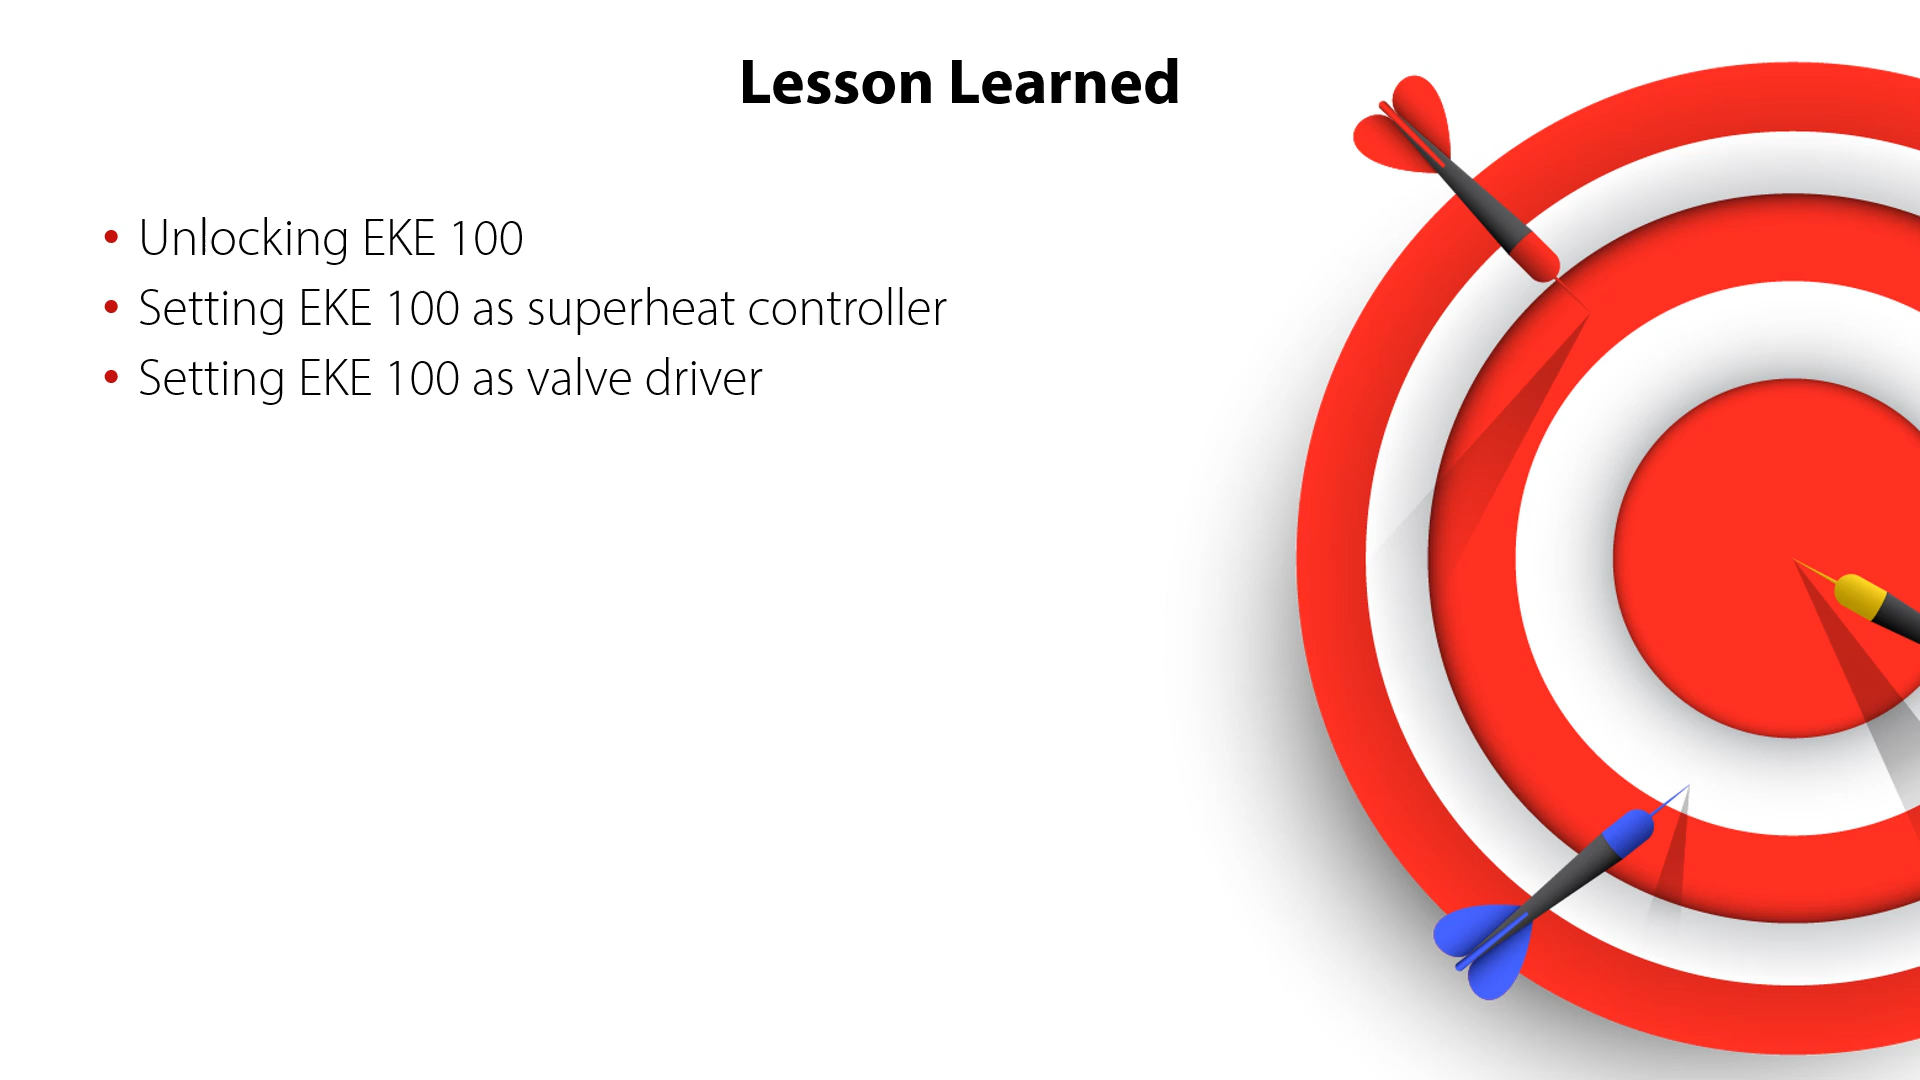 Lesson Learned
• Unlocking EKE 100
• Setting EKE 100 as superheat controller
• Setting EKE 100 as valve driver